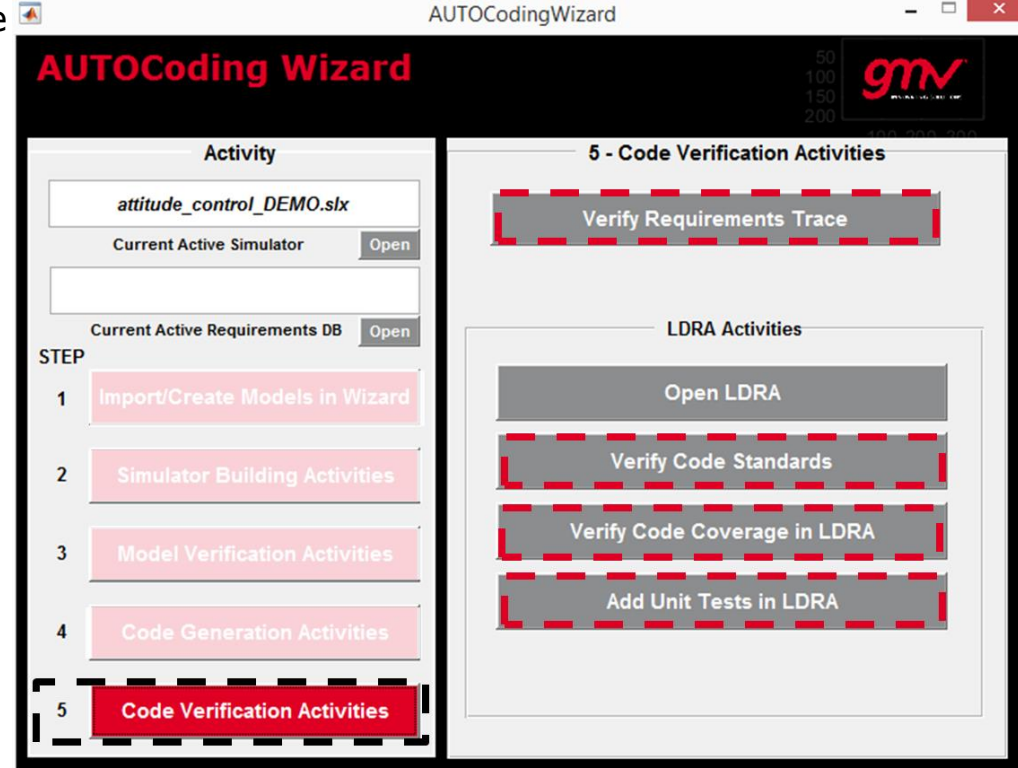 e
AUTOCodingWizard
AUTOCoding Wizard
50
100
150
200
gmv
100 200 300
Activity
attitude_control_DEMO.slx
Current Active Simulator Open
Current Active Requirements DB Open
STEP
1 Import/Create Models in Wizard
2 Simulator Building Activities
3 Model Verification Activities
4 Code Generation Activities
5 Code Verification Activities
5 - Code Verification Activities
Verify Requirements Trace
LDRA Activities
Open LDRA
Verify Code Standards
Verify Code Coverage in LDRA
Add Unit Tests in LDRA